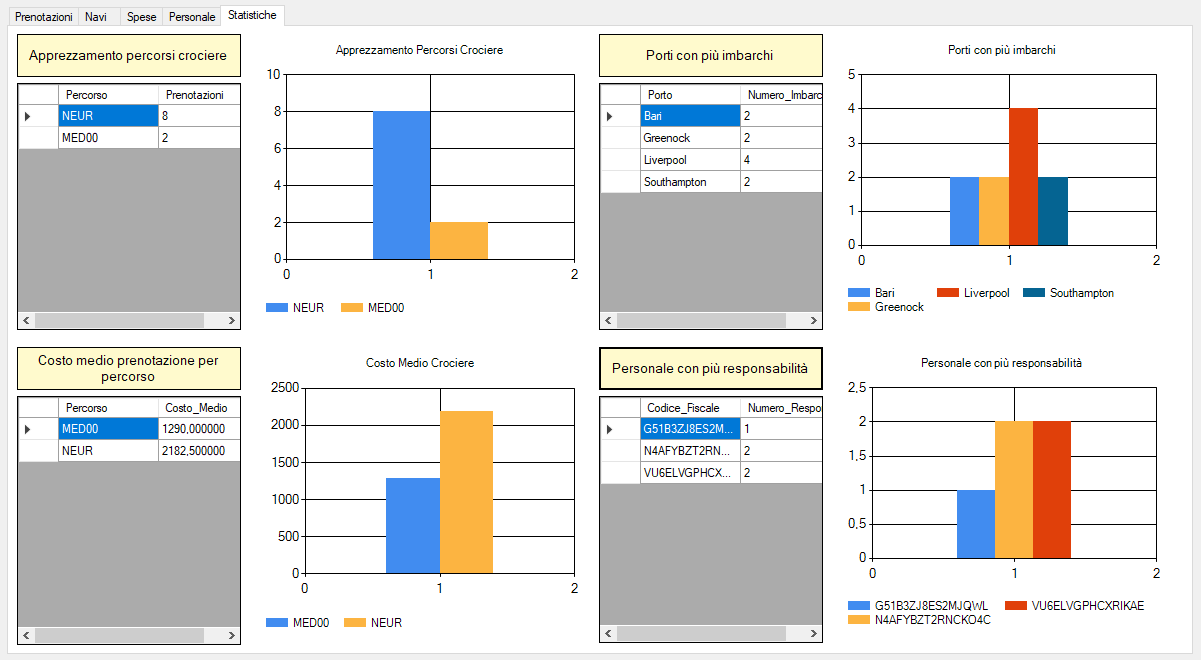 Prenotazioni Navi Spese Personale Statistiche
Apprezzamento percorsi crociere
Percorso Prenotazioni
NEUR 8
MED00 2
Apprezzamento Percorsi Crociere
10
8
6
4
2
0
0 1 2
NEUR MED00
Porti con più imbarchi
Porto Numero_Imbarc
Bari 2
Greenock 2
Liverpool 4
Southampton 2
Porti con più imbarchi
5
4
3
2
1
0
0 1 2
Bari Liverpool Southampton
Greenock
Costo medio prenotazione per
percorso
Percorso Costo_Medio
MED00 1290,000000
NEUR 2182,500000
Costo Medio Crociere
2500
2000
1500
1000
500
0
0 1 2
MED00 NEUR
Personale con più responsabilità
Codice_Fiscale Numero_Respo
G51B3ZJ8ES2M... 1
N4AFYBZT2RN... 2
VU6ELVGPHCX... 2
Personale con più responsabilità
2,5
2
1,5
1
0,5
0
0 1 2
G51B3ZJ8ES2MJQWL VU6ELVGPHCXRIKAE
N4AFYBZT2RNCKO4C